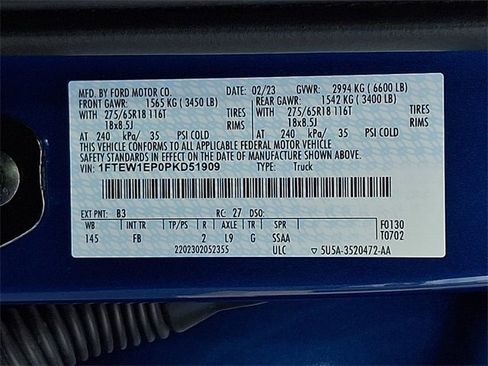 MFD. BY FORD MOTOR CO. DATE: 02/23 GVWR: 2994 KG ( 6600 LB)
FRONT GAWR: 1565 KG ( 3450 LB) REAR GAWR: 1542 KG ( 3400 LB)
WITH 275/65R18 116T TIRES WITH 275/65R18 116T TIRES
18x8.5J RIMS 18x8.5J RIMS
AT 240 kPa/ 35 PSI COLD AT 240 kPa/ 35 PSI COLD
THIS VEHICLE CONFORMS TO ALL APPLICABLE FEDERAL MOTOR
VEHICLE SAFETY
DATE OF MANUFACTURE SHOWN ABOVE.
VIN: 1FTEW1EP0PKD51909 TYPE: Truck
EXT PNT: B3 RC: 27 DSO: F0130
WB INT TR TP/PS R AXLE TR SPR T0702
145 FB 2 L9 G SSAA
2202302052355 ULC 5U5A-3520472-AA